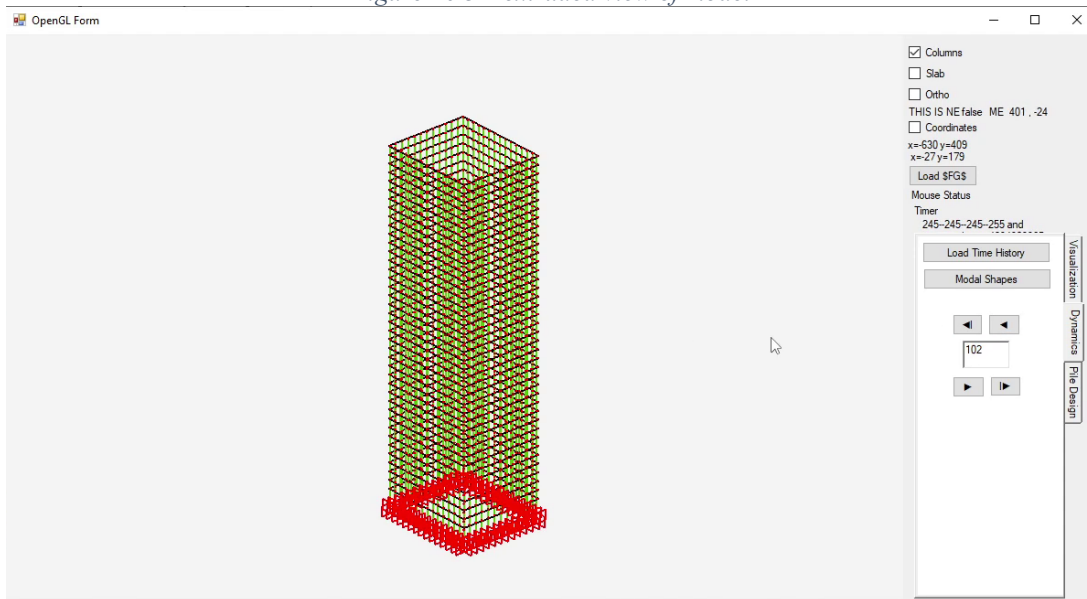 OpenGL Form
Columns
Slab
Ortho
THIS IS NE false ME 401 , -24
Coordinates
x=-630 y=409
x=-27 y=179
Load $FG$
Mouse Status
Timer
245--245--245--255 and
Load Time History
Modal Shapes
102
Visualization
Dynamics
Pile Design